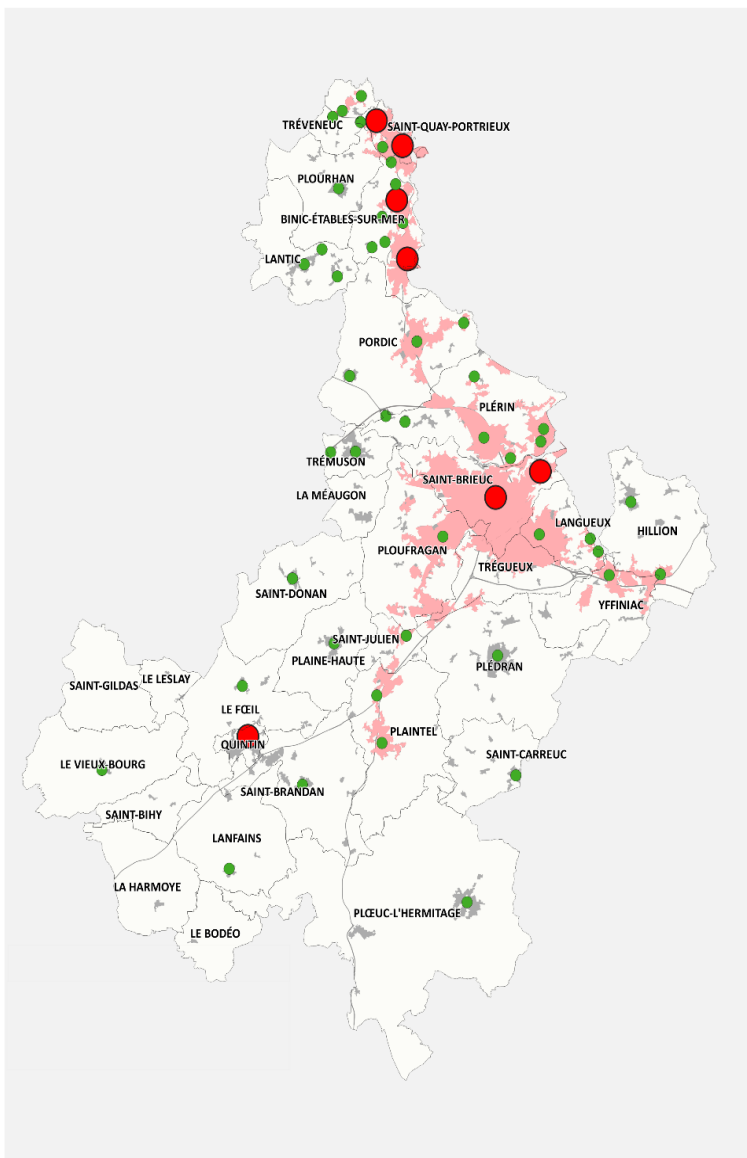 TRÉVENEUC
SAINT-QUAY-PORTRIEUX
PLOURHAN
BINIC-ÉTABLES-SUR-MER
LANTIC
PORDIC
PLÉRIN
TRÉMUSON
SAINT-BRIEUC
LA MÉAUGON
LANGUEUX
HILLION
PLOUFRAGAN
TRÉGUEUX
SAINT-DONAN
YFFINIAC
SAINT-JULIEN
PLAINE-HAUTE
PLÉDRAN
LE LESLAY
SAINT-GILDAS
LE FŒIL
PLAINTEL
QUINTIN
SAINT-CARREUC
LE VIEUX-BOURG
SAINT-BRANDAN
SAINT-BIHY
LANFAINS
LA HARMOYE
PLŒUC-L'HERMITAGE
LE BODÉO